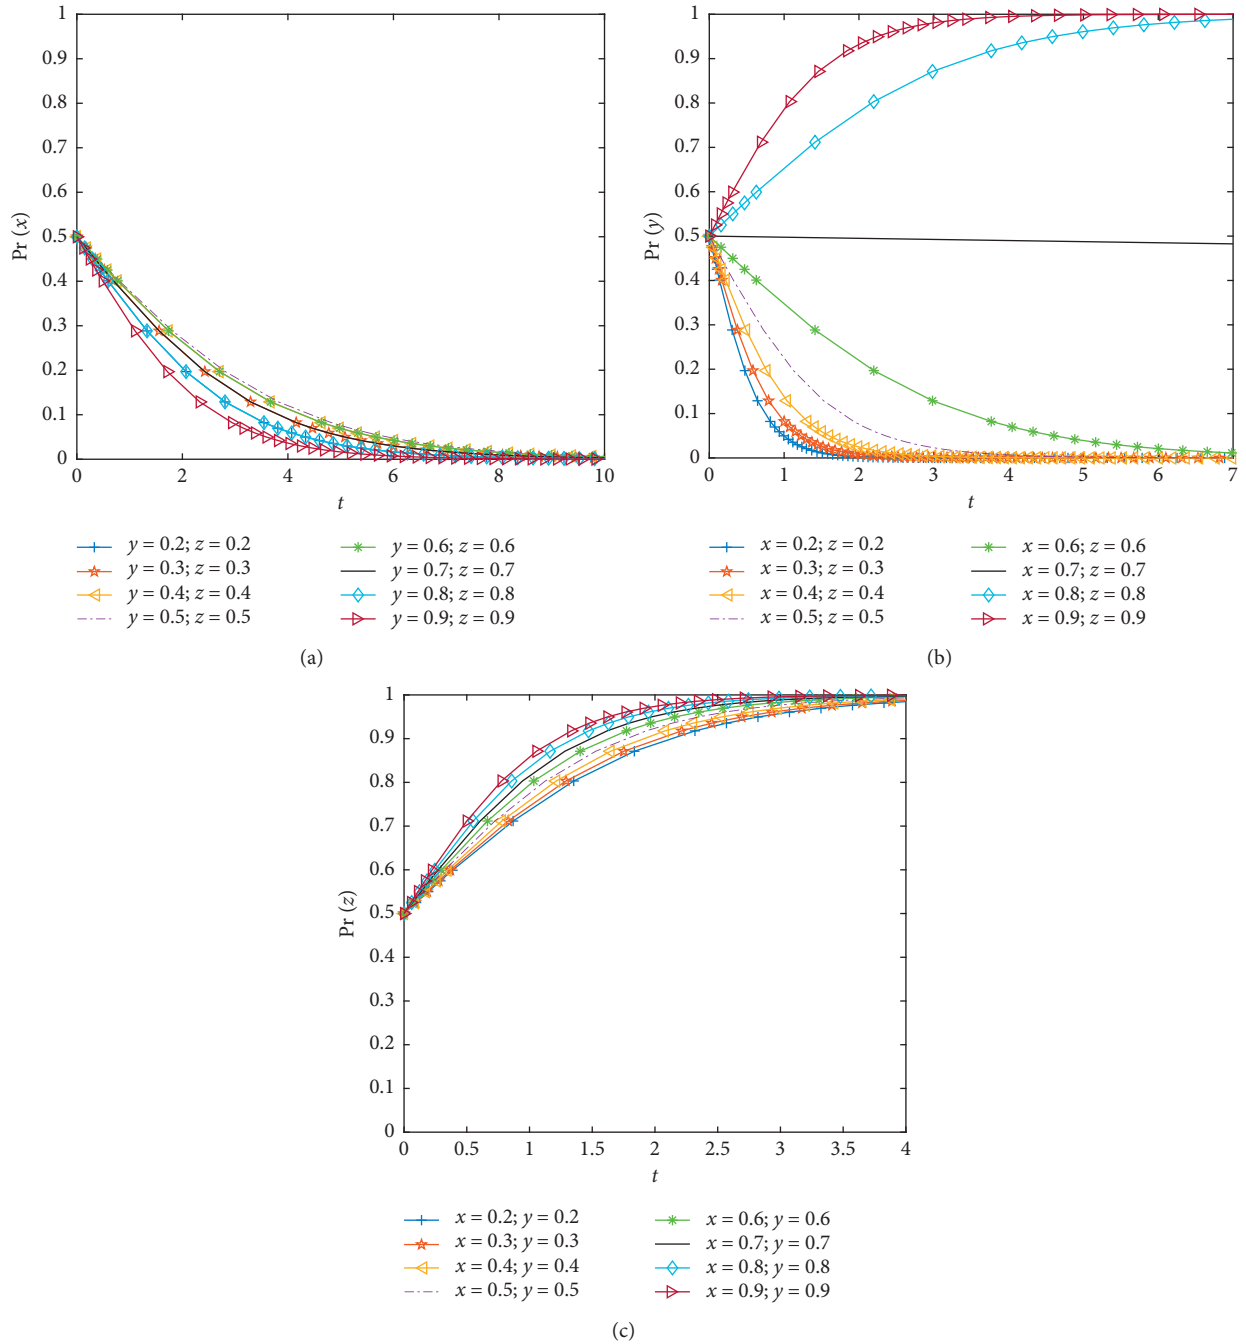 1
0.9
0.8
0.7
0.6
0.5
0.4
0.3
0.2
0.1
0
Pr (x)
0 2 4 6 8 10
t
y = 0.2; z = 0.2
y = 0.3; z = 0.3
y = 0.4; z = 0.4
y = 0.5; z = 0.5
y = 0.6; z = 0.6
y = 0.7; z = 0.7
y = 0.8; z = 0.8
y = 0.9; z = 0.9
(a)
1
0.9
0.8
0.7
0.6
0.5
0.4
0.3
0.2
0.1
0
Pr (y)
0 1 2 3 4 5 6 7
t
x = 0.2; z = 0.2
x = 0.3; z = 0.3
x = 0.4; z = 0.4
x = 0.5; z = 0.5
x = 0.6; z = 0.6
x = 0.7; z = 0.7
x = 0.8; z = 0.8
x = 0.9; z = 0.9
(b)
1
0.9
0.8
0.7
0.6
0.5
0.4
0.3
0.2
0.1
0
Pr (z)
0 0.5 1 1.5 2 2.5 3 3.5 4
t
x = 0.2; y = 0.2
x = 0.3; y = 0.3
x = 0.4; y = 0.4
x = 0.5; y = 0.5
x = 0.6; y = 0.6
x = 0.7; y = 0.7
x = 0.8; y = 0.8
x = 0.9; y = 0.9
(c)